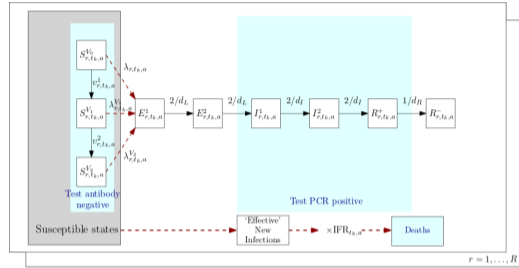 S^{V_0}_{r,t_k,a}
λ_{r,t_k,a}
v^1_{r,t_k,a}
S^{V_1}_{r,t_k,a} λ^{V_1}_{r,t_k,a} E^1_{r,t_k,a} 2/d_L E^2_{r,t_k,a} 2/d_L I^1_{r,t_k,a} 2/d_I I^2_{r,t_k,a} 2/d_I R^+_{r,t_k,a} 1/d_R R^-_{r,t_k,a}
v^2_{r,t_k,a}
λ^{V_2}_{r,t_k,a}
S^{V_2}_{r,t_k,a}
Test antibody
negative
Test PCR positive
Susceptible states
'Effective'
New
Infections
×IFR_{t_k,a}
Deaths
r = 1, . . . , R